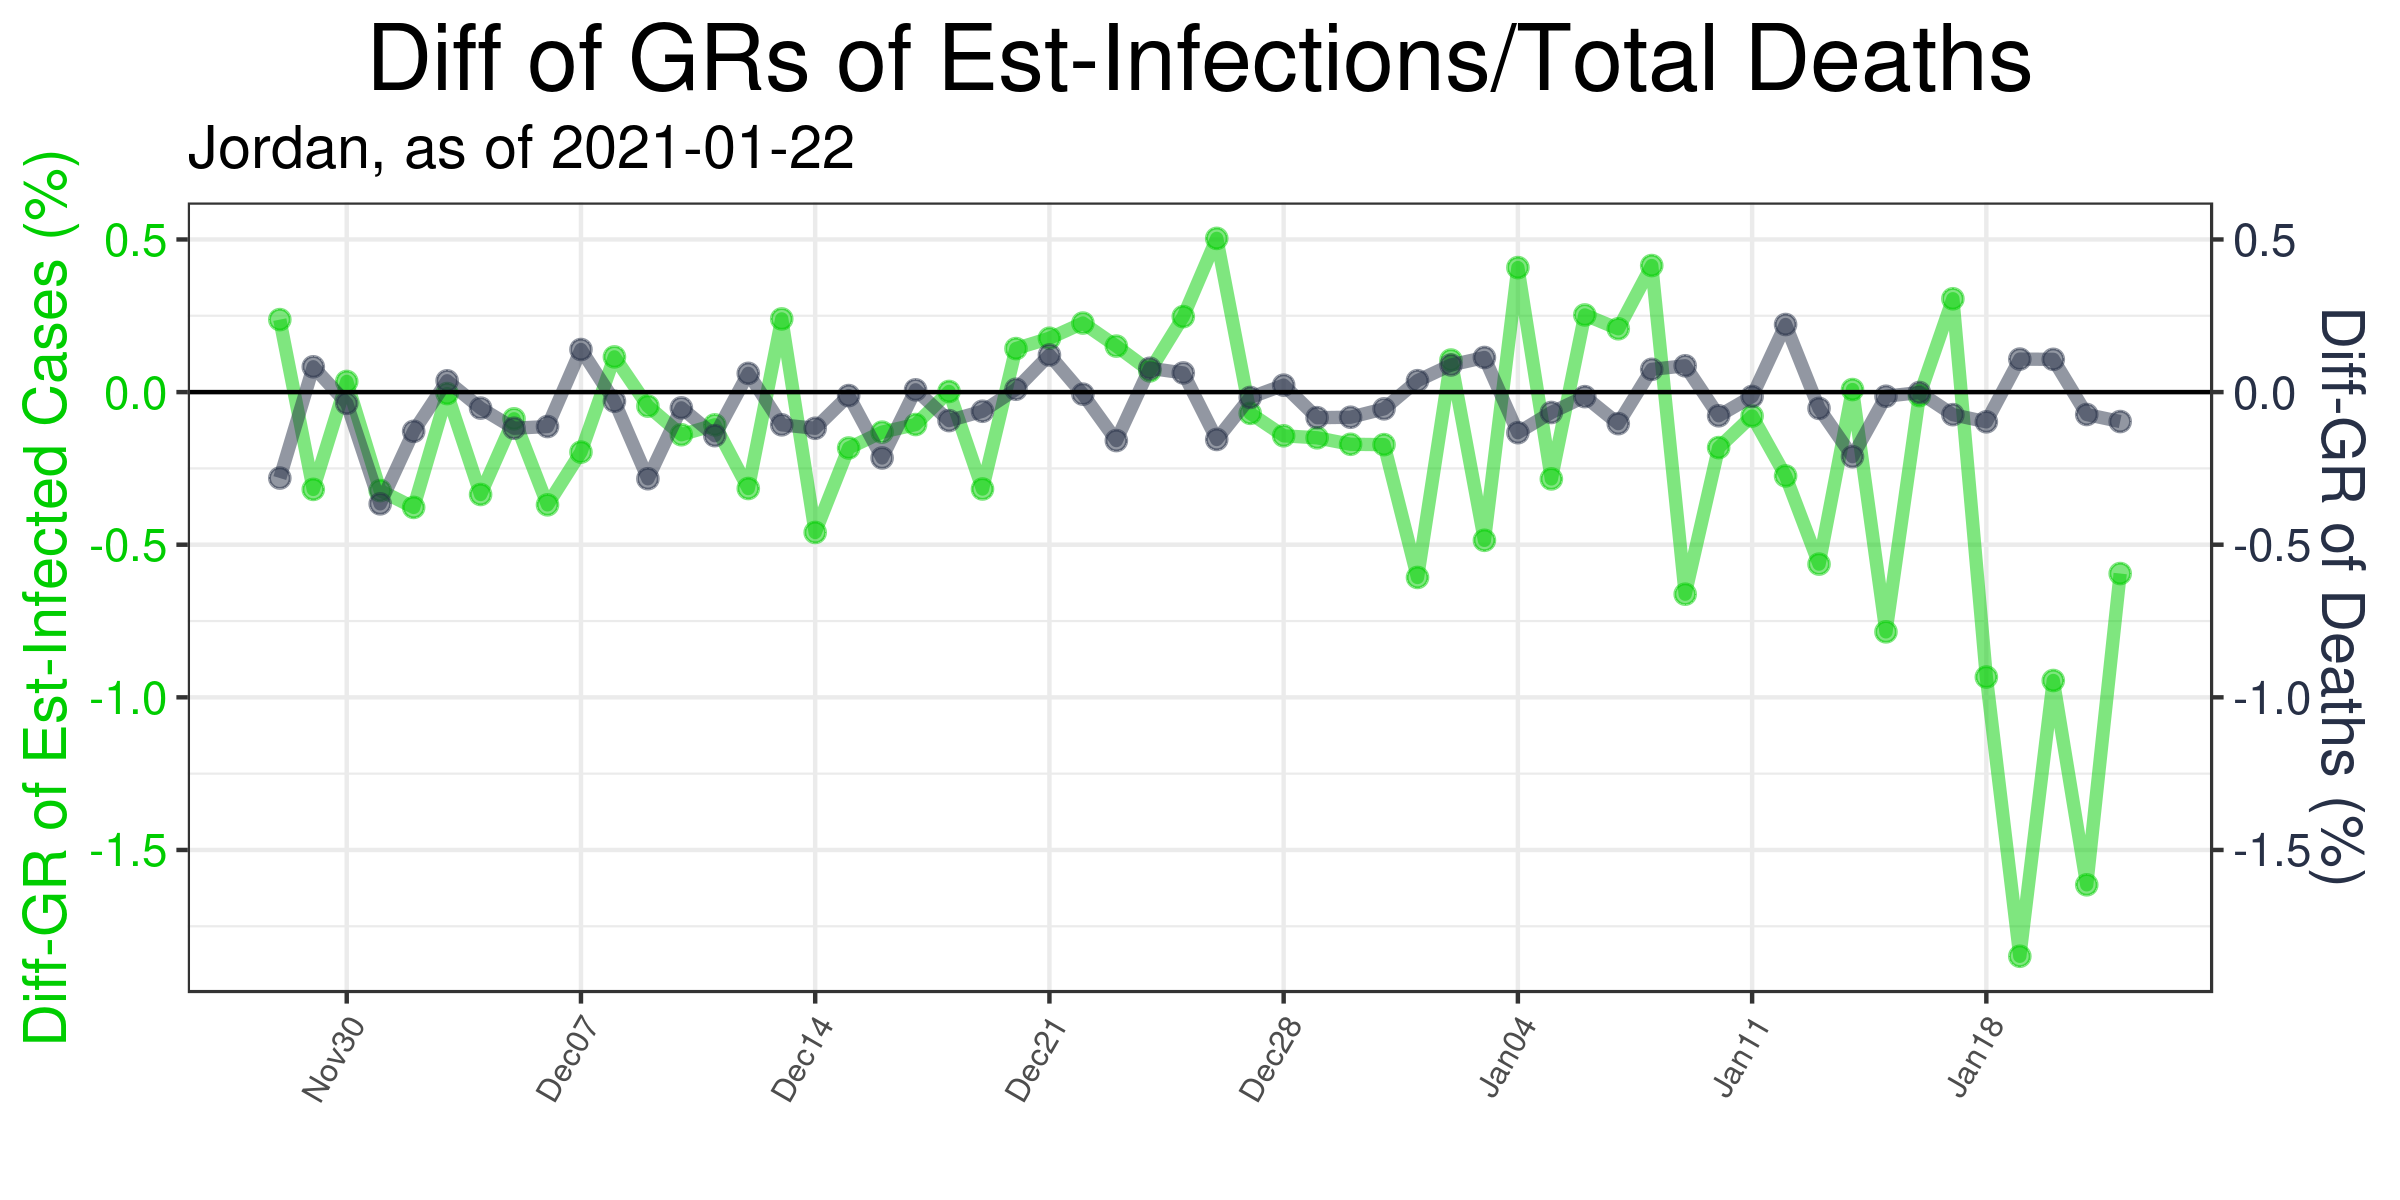 Diff of GRs of Est-Infections/Total Deaths
Jordan, as of 2021-01-22
Diff-GR of Est-Infected Cases (%)
0.5
0.0
-0.5
-1.0
-1.5
0.5
0.0
-0.5
-1.0
-1.5
Diff-GR of Deaths (%)
Nov30
Dec07
Dec14
Dec21
Dec28
Jan04
Jan11
Jan18